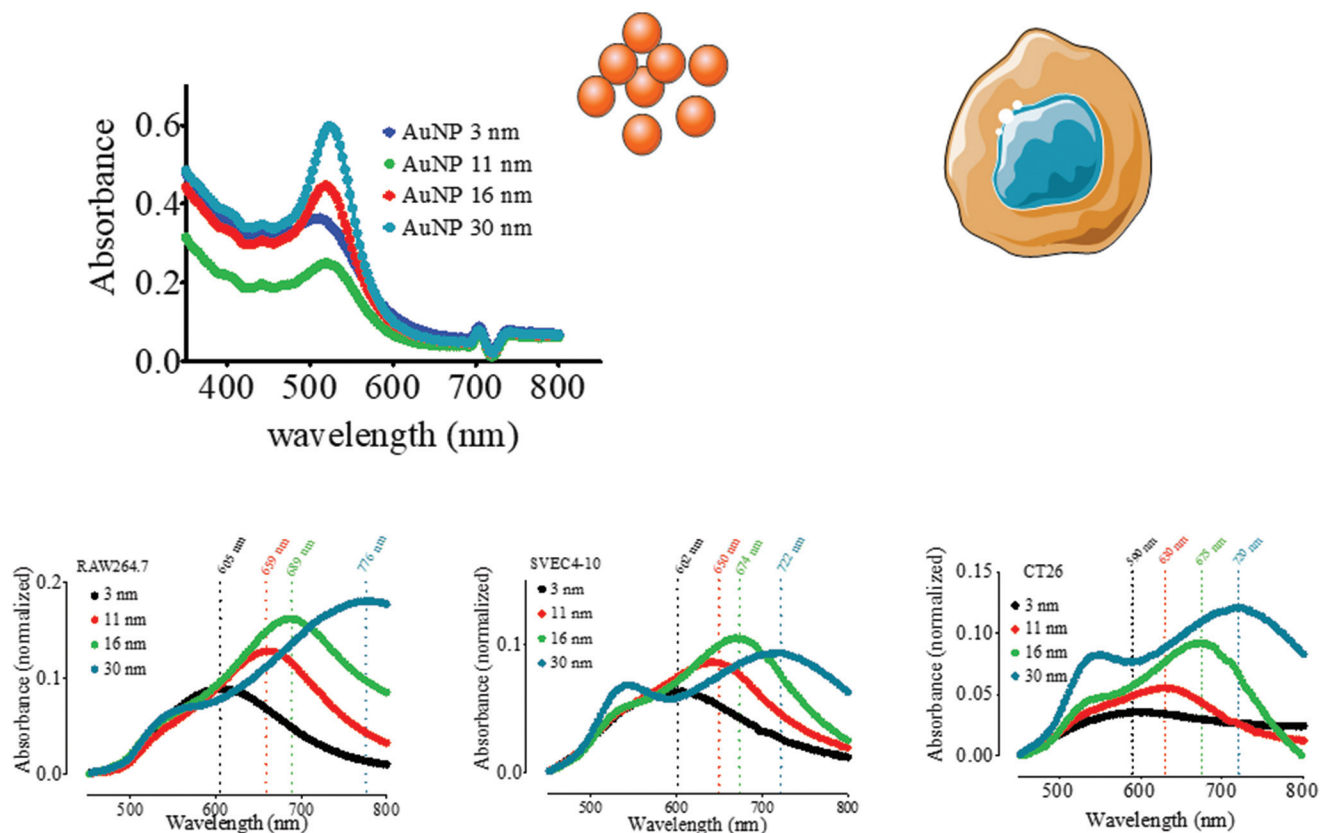 Absorbance
0.6
0.4
0.2
0.0
AuNP 3 nm
AuNP 11 nm
AuNP 16 nm
AuNP 30 nm
400 500 600 700 800
wavelength (nm)
RAW264.7
605 nm
659 nm
689 nm
776 nm
Absorbance (normalized)
0.2
0.1
0.0
3 nm
11 nm
16 nm
30 nm
500 600 700 800
Wavelength (nm)
SVEC4-10
602 nm
650 nm
674 nm
722 nm
Absorbance (normalized)
0.1
0.0
3 nm
11 nm
16 nm
30 nm
500 600 700 800
Wavelength (nm)
CT26
590 nm
630 nm
675 nm
720 nm
Absorbance (normalized)
0.15
0.10
0.05
0.00
3 nm
11 nm
16 nm
30 nm
500 600 700 800
Wavelength (nm)